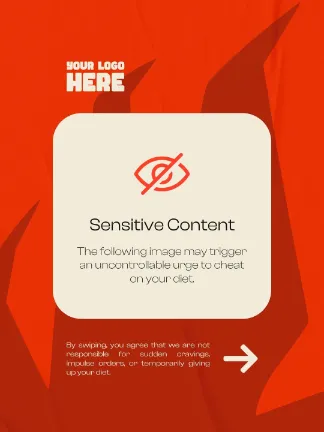 YOUR LOGO
HERE
Sensitive Content
The following image may trigger
an uncontrollable urge to cheat
on your diet.
By swiping, you agree that we are not
responsible for sudden cravings,
impulse orders, or temporarily giving
up your diet.